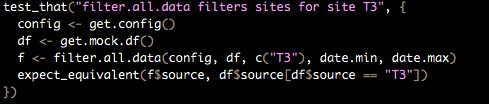 test_that("filter.all.data filters sites for site T3", {
  config <- get.config()
  df <- get.mock.df()
  f <- filter.all.data(config, df, c("T3"), date.min, date.max)
  expect_equivalent(f$source, df$source[df$source == "T3"])
})